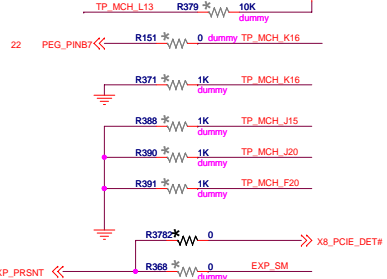 TP_MCH_L13 R379 10K
dummy
22 PEG_PINB7 R151 0 dummy TP_MCH_K16
R371 1K TP_MCH_K16
dummy
R388 1K TP_MCH_J15
dummy
R390 1K TP_MCH_J20
dummy
R391 1K TP_MCH_F20
dummy
R3782 0 X8_PCIE_DET#
XP_PRSNT R368 0 EXP_SM
dummy